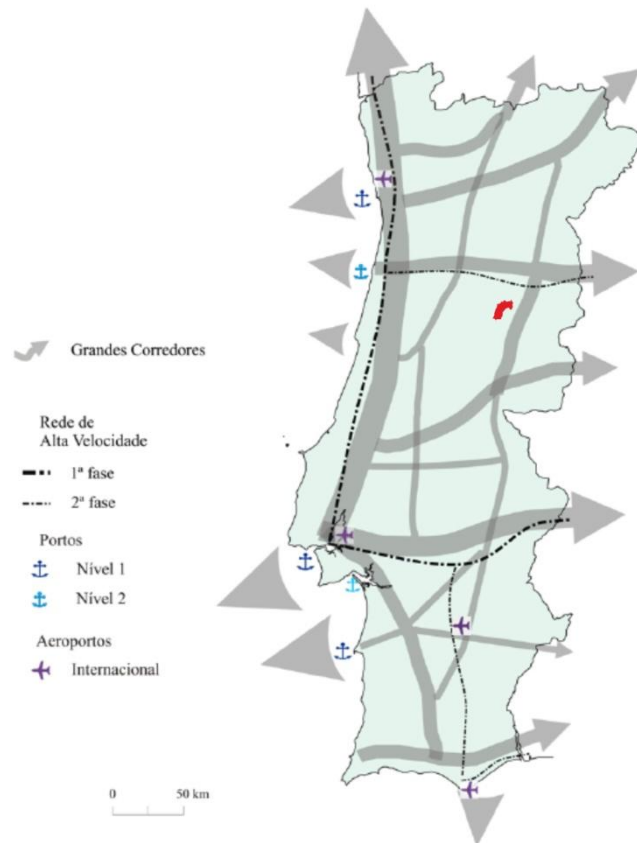 Grandes Corredores
Rede de
Alta Velocidade
1ª fase
2ª fase
Portos
Nível 1
Nível 2
Aeroportos
Internacional
0 50 km